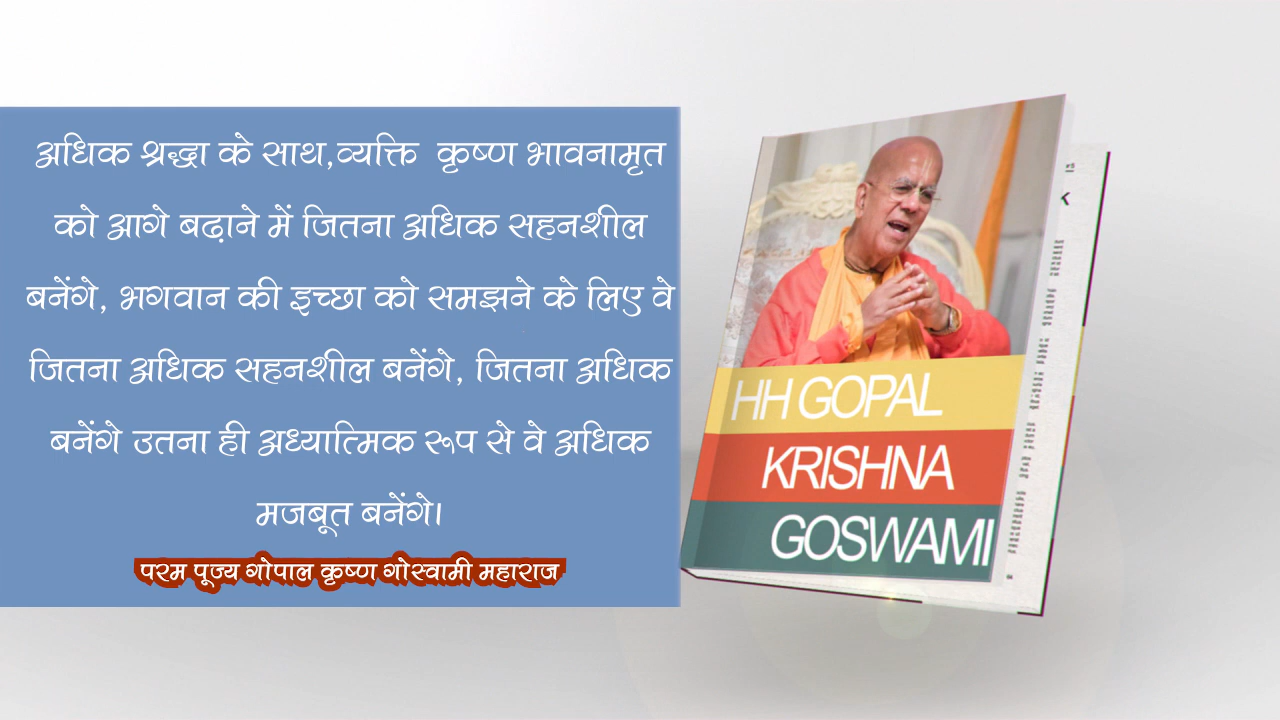 अधिक श्रद्धा के साथ,व्यक्ति कृष्ण भावनामृत
को आगे बढ़ाने में जितना अधिक सहनशील
बनेंगे, भगवान की इच्छा को समझने के लिए वे
जितना अधिक सहनशील बनेंगे, जितना अधिक
बनेंगे उतना ही अध्यात्मिक रूप से वे अधिक
मजबूत बनेंगे।
परम पूज्य गोपाल कृष्ण गोस्वामी महाराज
HH GOPAL
KRISHNA
GOSWAMI